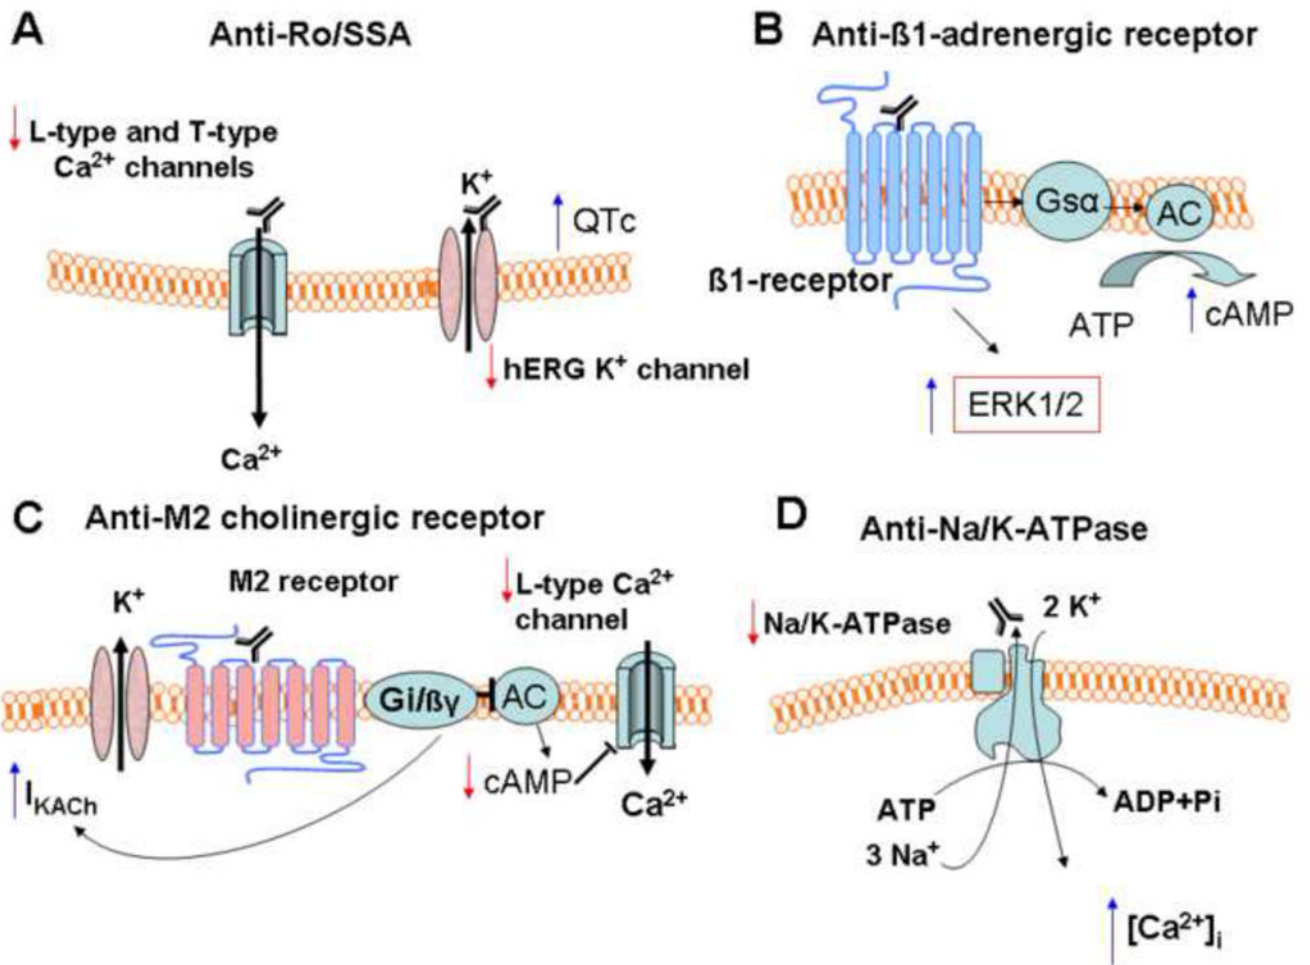 A
Anti-Ro/SSA
L-type and T-type
Ca²⁺ channels
K⁺
QTc
hERG K⁺ channel
Ca²⁺
B
Anti-ß1-adrenergic receptor
Gsα
AC
ß1-receptor
ATP
cAMP
ERK1/2
C
Anti-M2 cholinergic receptor
K⁺
M2 receptor
L-type Ca²⁺
channel
Gi/ßγ
AC
cAMP
Ca²⁺
IKACh
D
Anti-Na/K-ATPase
Na/K-ATPase
2 K⁺
ATP
ADP+Pi
3 Na⁺
[Ca²⁺]i